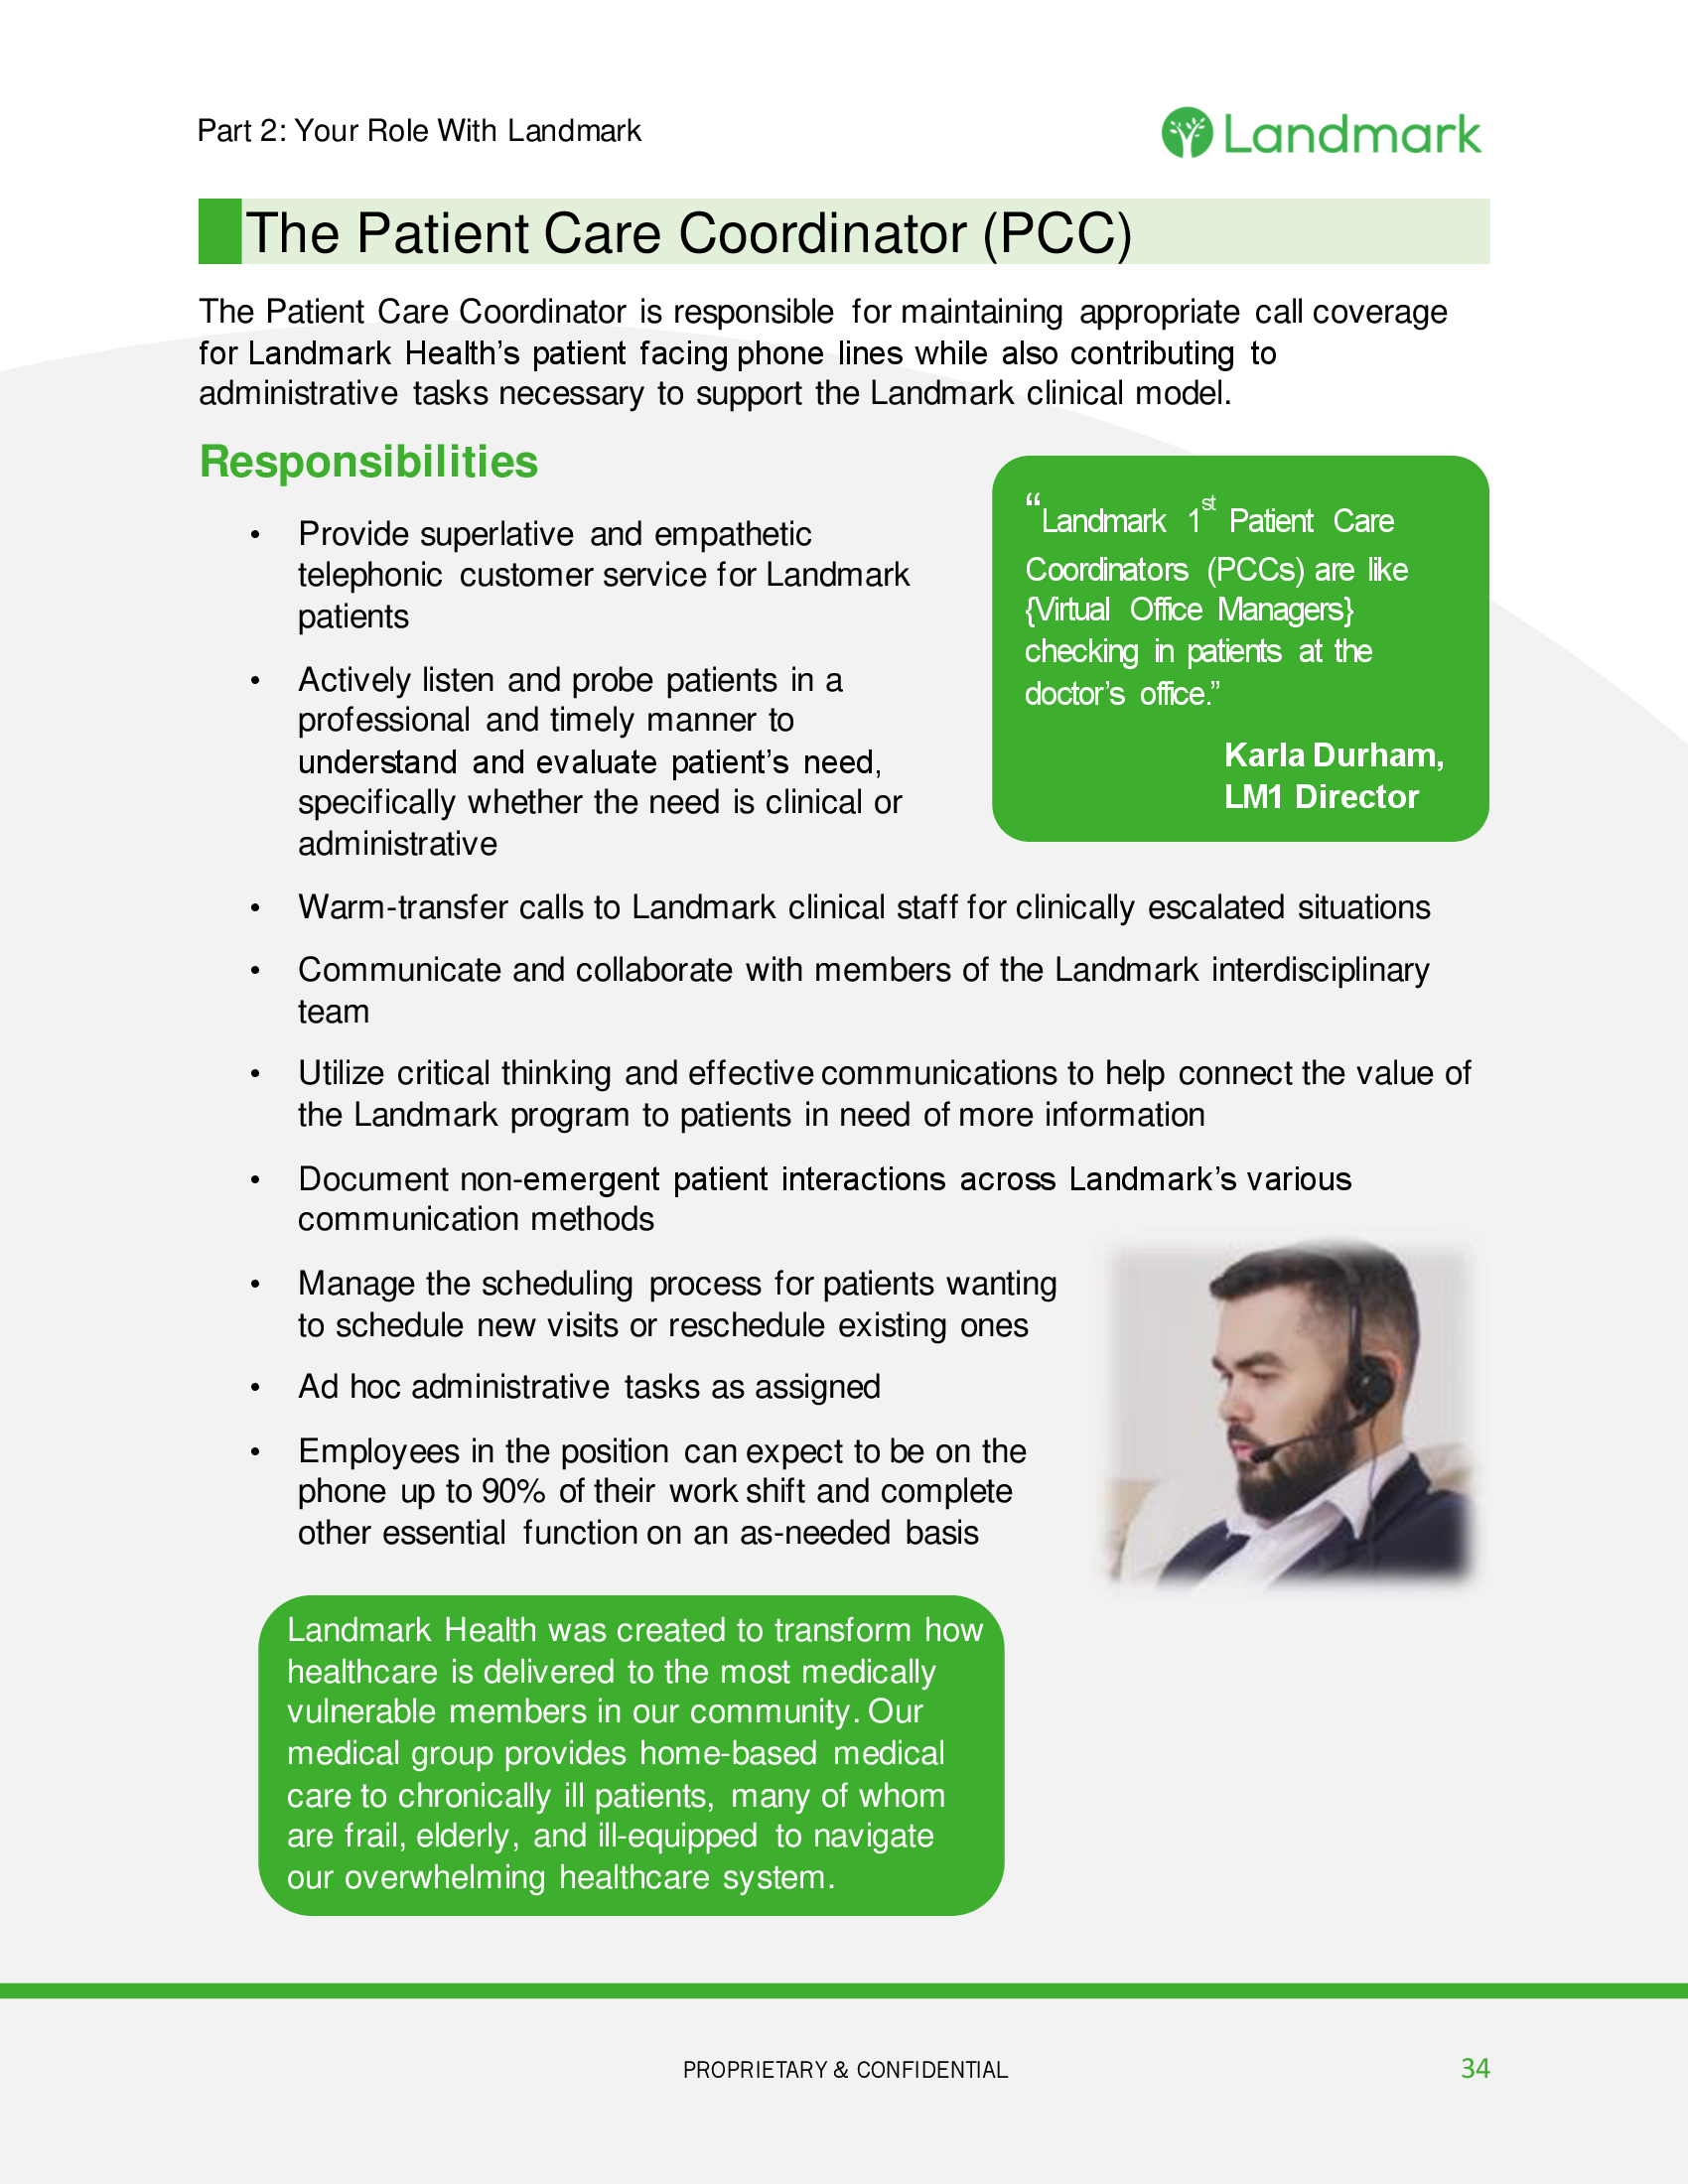 Part 2: Your Role With Landmark
Landmark
The Patient Care Coordinator (PCC)
The Patient Care Coordinator is responsible for maintaining appropriate call coverage
for Landmark Health’s patient facing phone lines while also contributing to
administrative tasks necessary to support the Landmark clinical model.
Responsibilities
• Provide superlative and empathetic
telephonic customer service for Landmark
patients
• Actively listen and probe patients in a
professional and timely manner to
understand and evaluate patient’s need,
specifically whether the need is clinical or
administrative
“Landmark 1st Patient Care
Coordinators (PCCs) are like
{Virtual Office Managers}
checking in patients at the
doctor’s office.”
Karla Durham,
LM1 Director
• Warm-transfer calls to Landmark clinical staff for clinically escalated situations
• Communicate and collaborate with members of the Landmark interdisciplinary
team
• Utilize critical thinking and effective communications to help connect the value of
the Landmark program to patients in need of more information
• Document non-emergent patient interactions across Landmark’s various
communication methods
• Manage the scheduling process for patients wanting
to schedule new visits or reschedule existing ones
• Ad hoc administrative tasks as assigned
• Employees in the position can expect to be on the
phone up to 90% of their work shift and complete
other essential function on an as-needed basis
Landmark Health was created to transform how
healthcare is delivered to the most medically
vulnerable members in our community. Our
medical group provides home-based medical
care to chronically ill patients, many of whom
are frail, elderly, and ill-equipped to navigate
our overwhelming healthcare system.
PROPRIETARY & CONFIDENTIAL
34